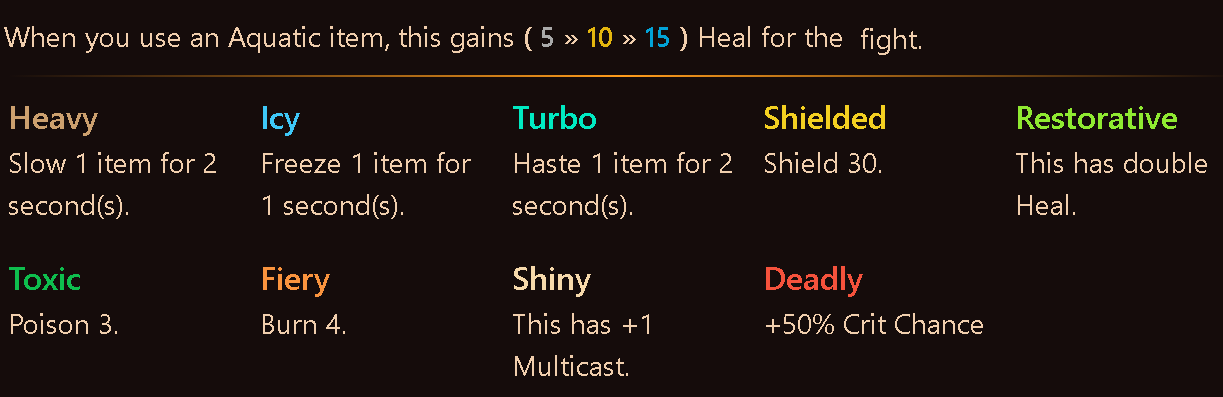 When you use an Aquatic item, this gains ( 5 » 10 » 15 ) Heal for the fight.
Heavy
Slow 1 item for 2
second(s).
Icy
Freeze 1 item for
1 second(s).
Turbo
Haste 1 item for 2
second(s).
Shielded
Shield 30.
Restorative
This has double
Heal.
Toxic
Poison 3.
Fiery
Burn 4.
Shiny
This has +1
Multicast.
Deadly
+50% Crit Chance